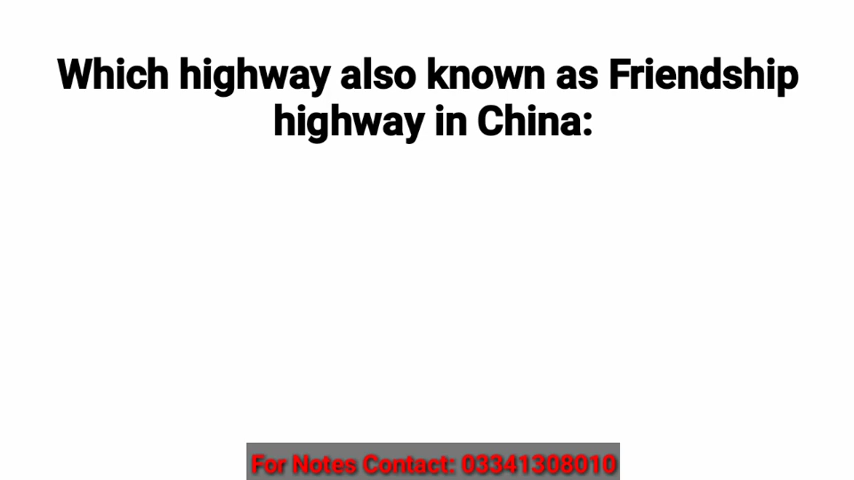 Which highway also known as Friendship
highway in China:
For Notes Contact: 03341308010